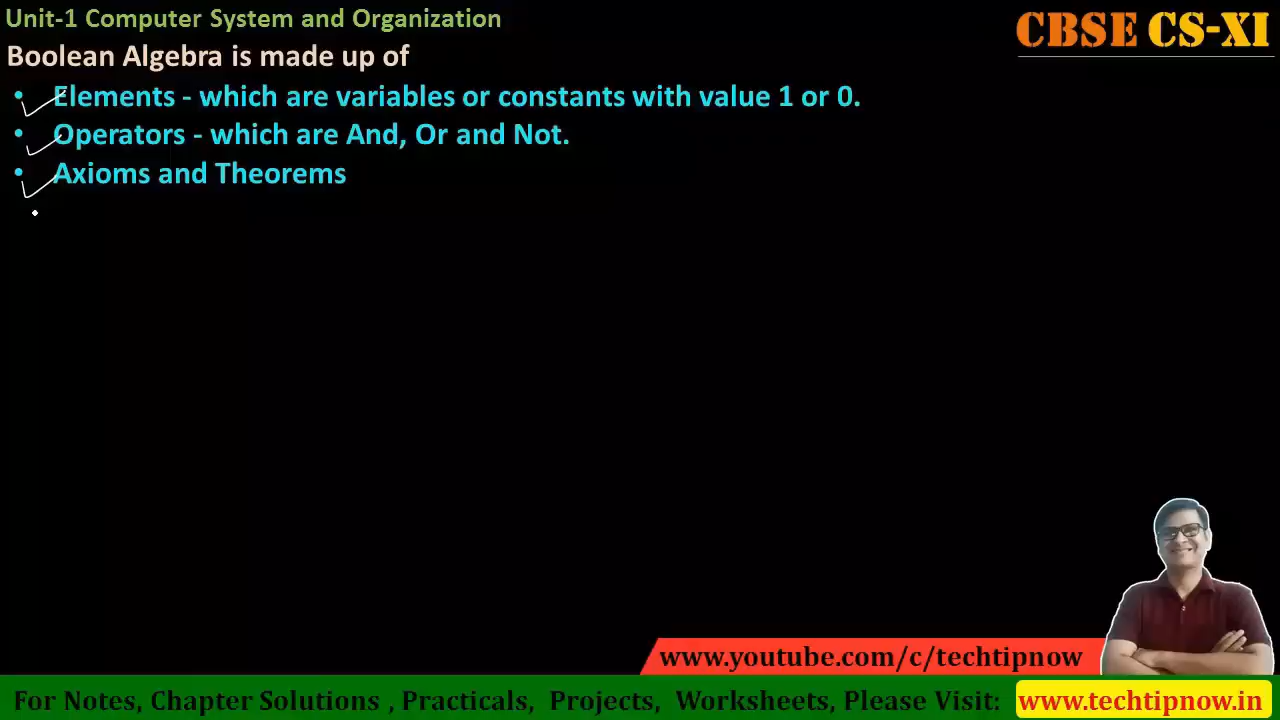 Unit-1 Computer System and Organization
CBSE CS-XI
Boolean Algebra is made up of
• Elements - which are variables or constants with value 1 or 0.
• Operators - which are And, Or and Not.
• Axioms and Theorems
www.youtube.com/c/techtipnow
For Notes, Chapter Solutions , Practicals, Projects, Worksheets, Please Visit: www.techtipnow.in